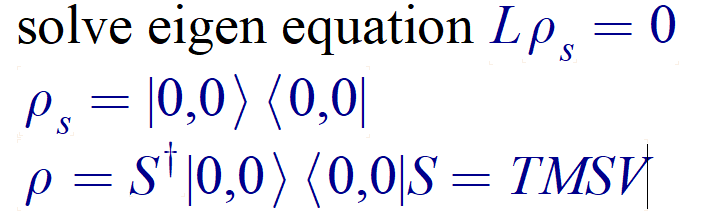 solve eigen equation Lρ_s = 0
ρ_s = |0,0⟩ ⟨0,0|
ρ = S†|0,0⟩ ⟨0,0|S = TMSV